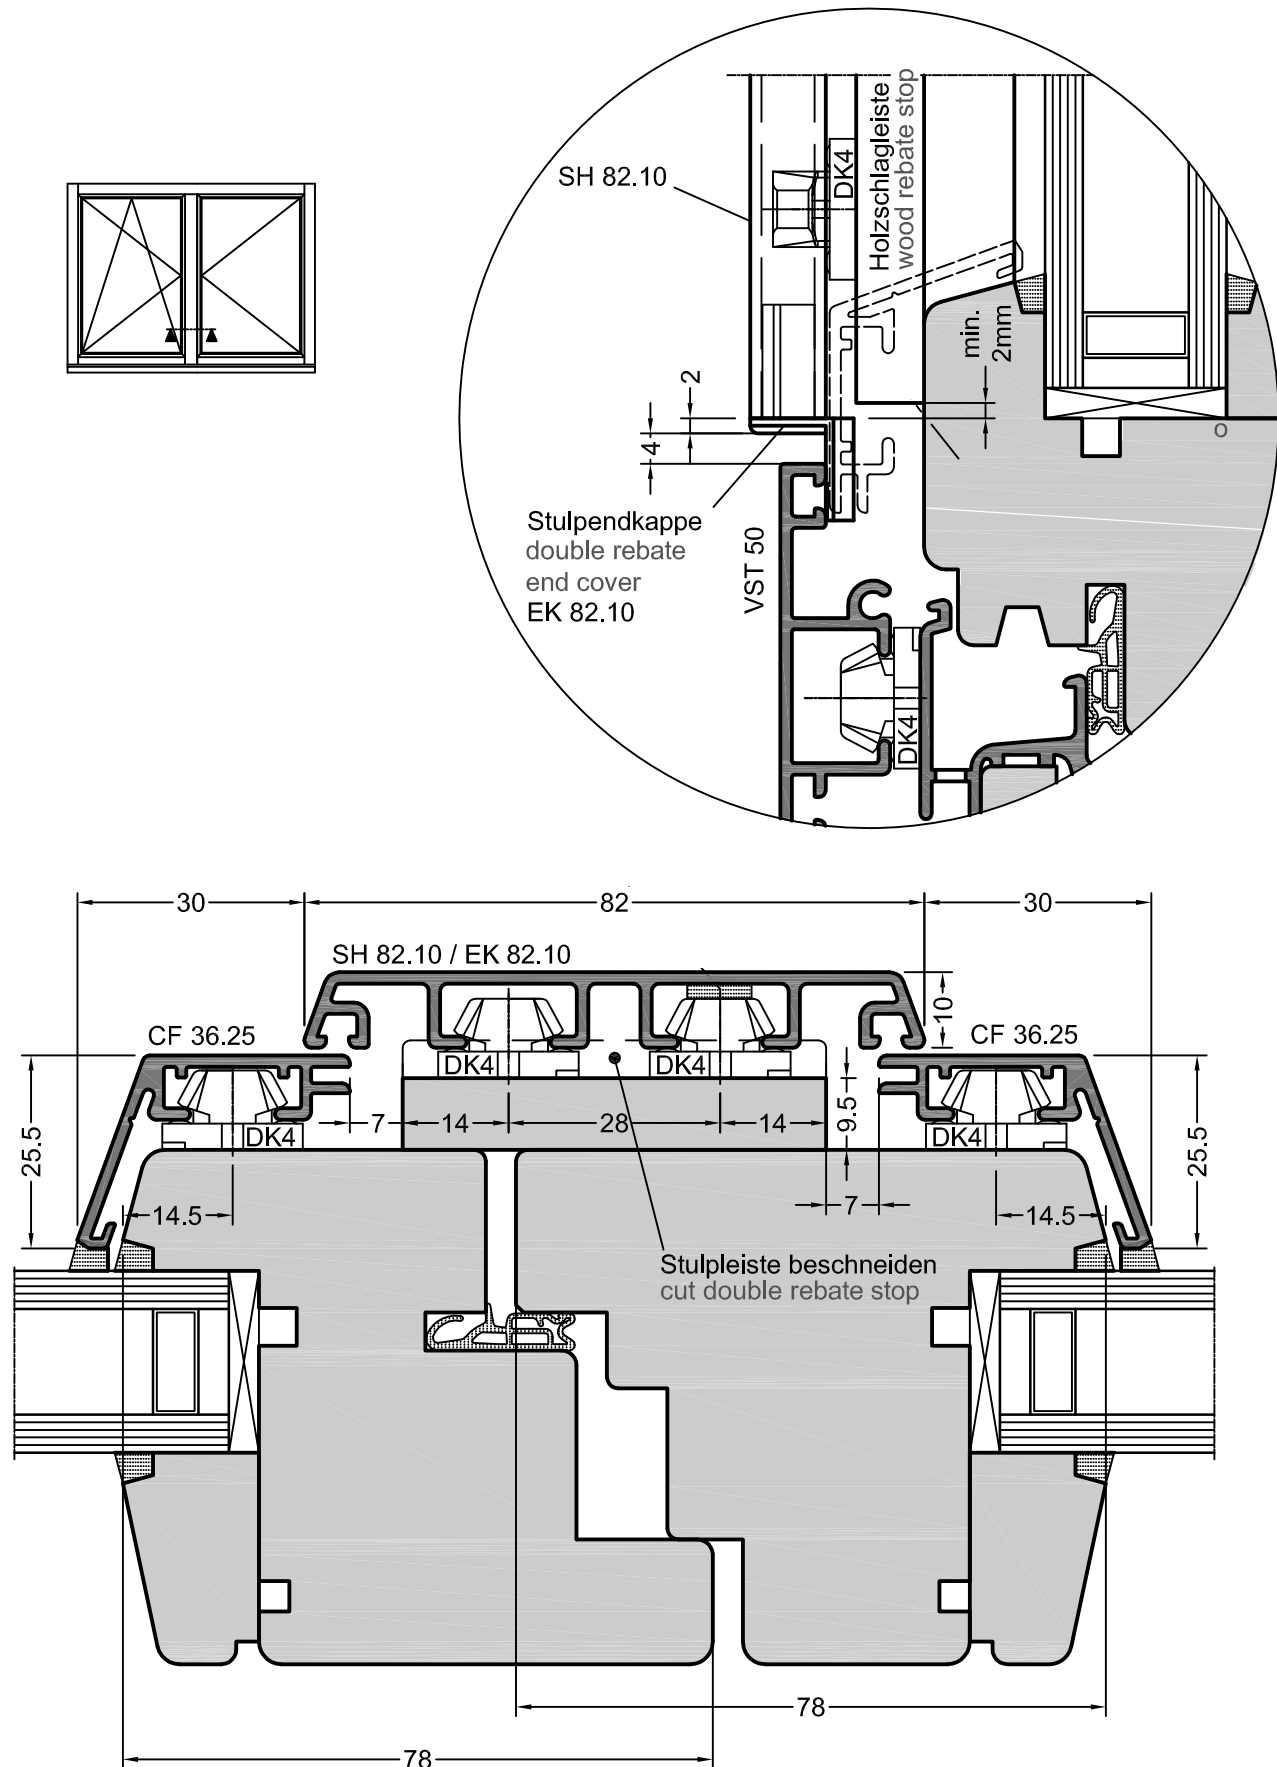 SH 82.10
DK4
Holzschlagleiste
wood rebate stop
min.
2mm
2
4
o
Stulpendkappe
double rebate
end cover
EK 82.10
VST 50
DK4
30
82
30
SH 82.10 / EK 82.10
10
CF 36.25
CF 36.25
DK4
DK4
DK4
DK4
25.5
7
14
28
14
9.5
25.5
14.5
7
14.5
Stulpleiste beschneiden
cut double rebate stop
78
78